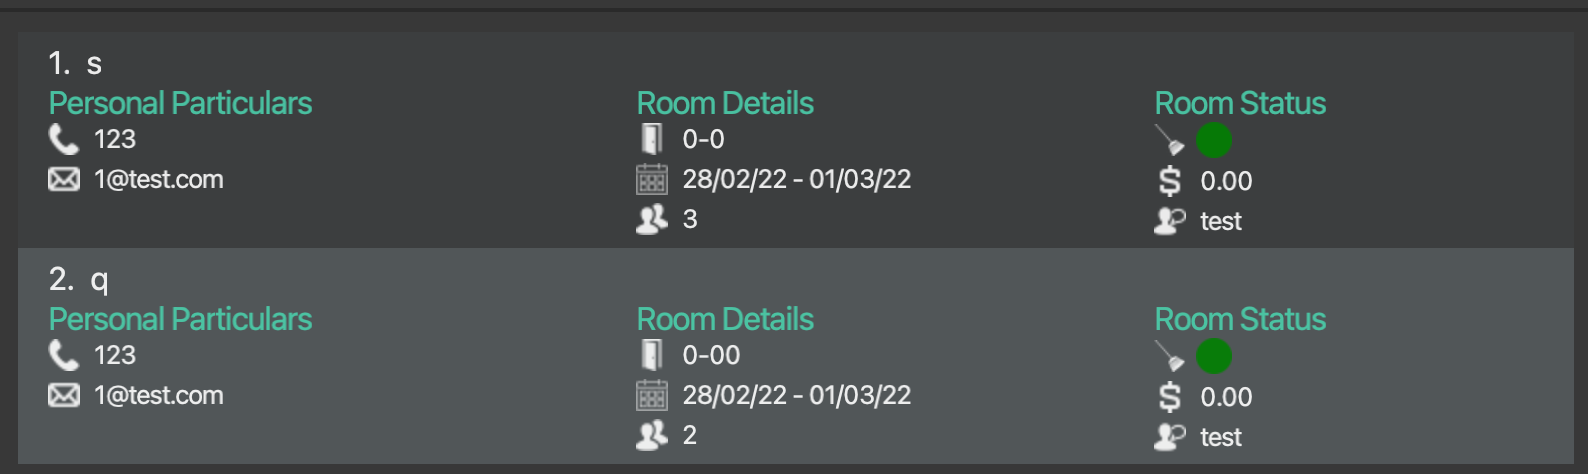 1. s
Personal Particulars Room Details Room Status
123 0-0
1@test.com 28/02/22 - 01/03/22 $ 0.00
3 test
2. q
Personal Particulars Room Details Room Status
123 0-00
1@test.com 28/02/22 - 01/03/22 $ 0.00
2 test